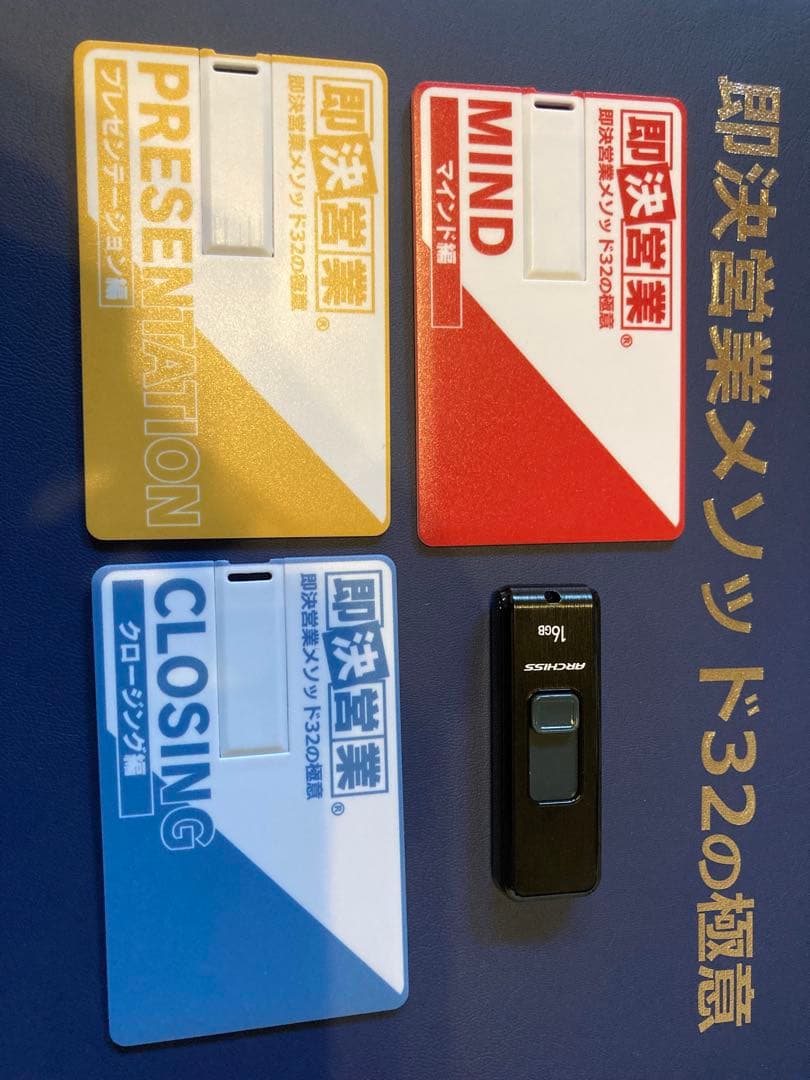 即決営業メソッド32の極意
即決営業®
即決営業メソッド32の極意
MIND
マインド編
即決営業®
即決営業メソッド32の極意
PRESENTATION
プレゼンテーション編
16GB
ARCHISS
即決営業®
即決営業メソッド32の極意
CLOSING
クロージング編